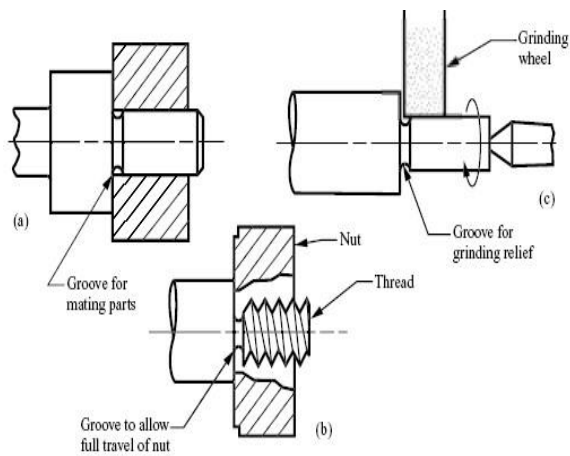 (a)
Groove for
mating parts
Grinding
wheel
(c)
Groove for
grinding relief
Nut
Thread
Groove to allow
full travel of nut
(b)